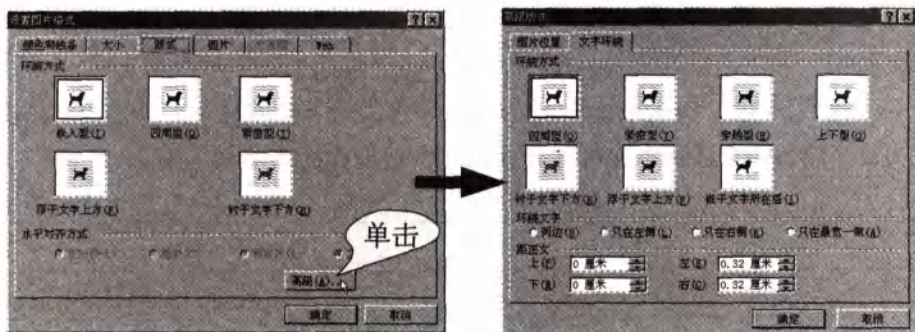 设置图片格式
颜色和线条 大小 版式 图片 Web
环绕方式
嵌入型(I) 四周型(Q) 紧密型(T)
浮于文字上方(F) 衬于文字下方(B)
水平对齐方式
单击
高级(A)...
确定 取消
高级版式
图片位置 文字环绕
环绕方式
四周型(Q) 紧密型(T) 穿越型(H) 上下型(O)
衬于文字下方(B) 浮于文字上方(F) 嵌于文字所在层(I)
环绕文字
两边(S) 只在左侧(L) 只在右侧(R) 只在最宽一侧(A)
距正文
上(P) 0 厘米 左(E) 0.32 厘米
下(M) 0 厘米 右(G) 0.32 厘米
确定 取消